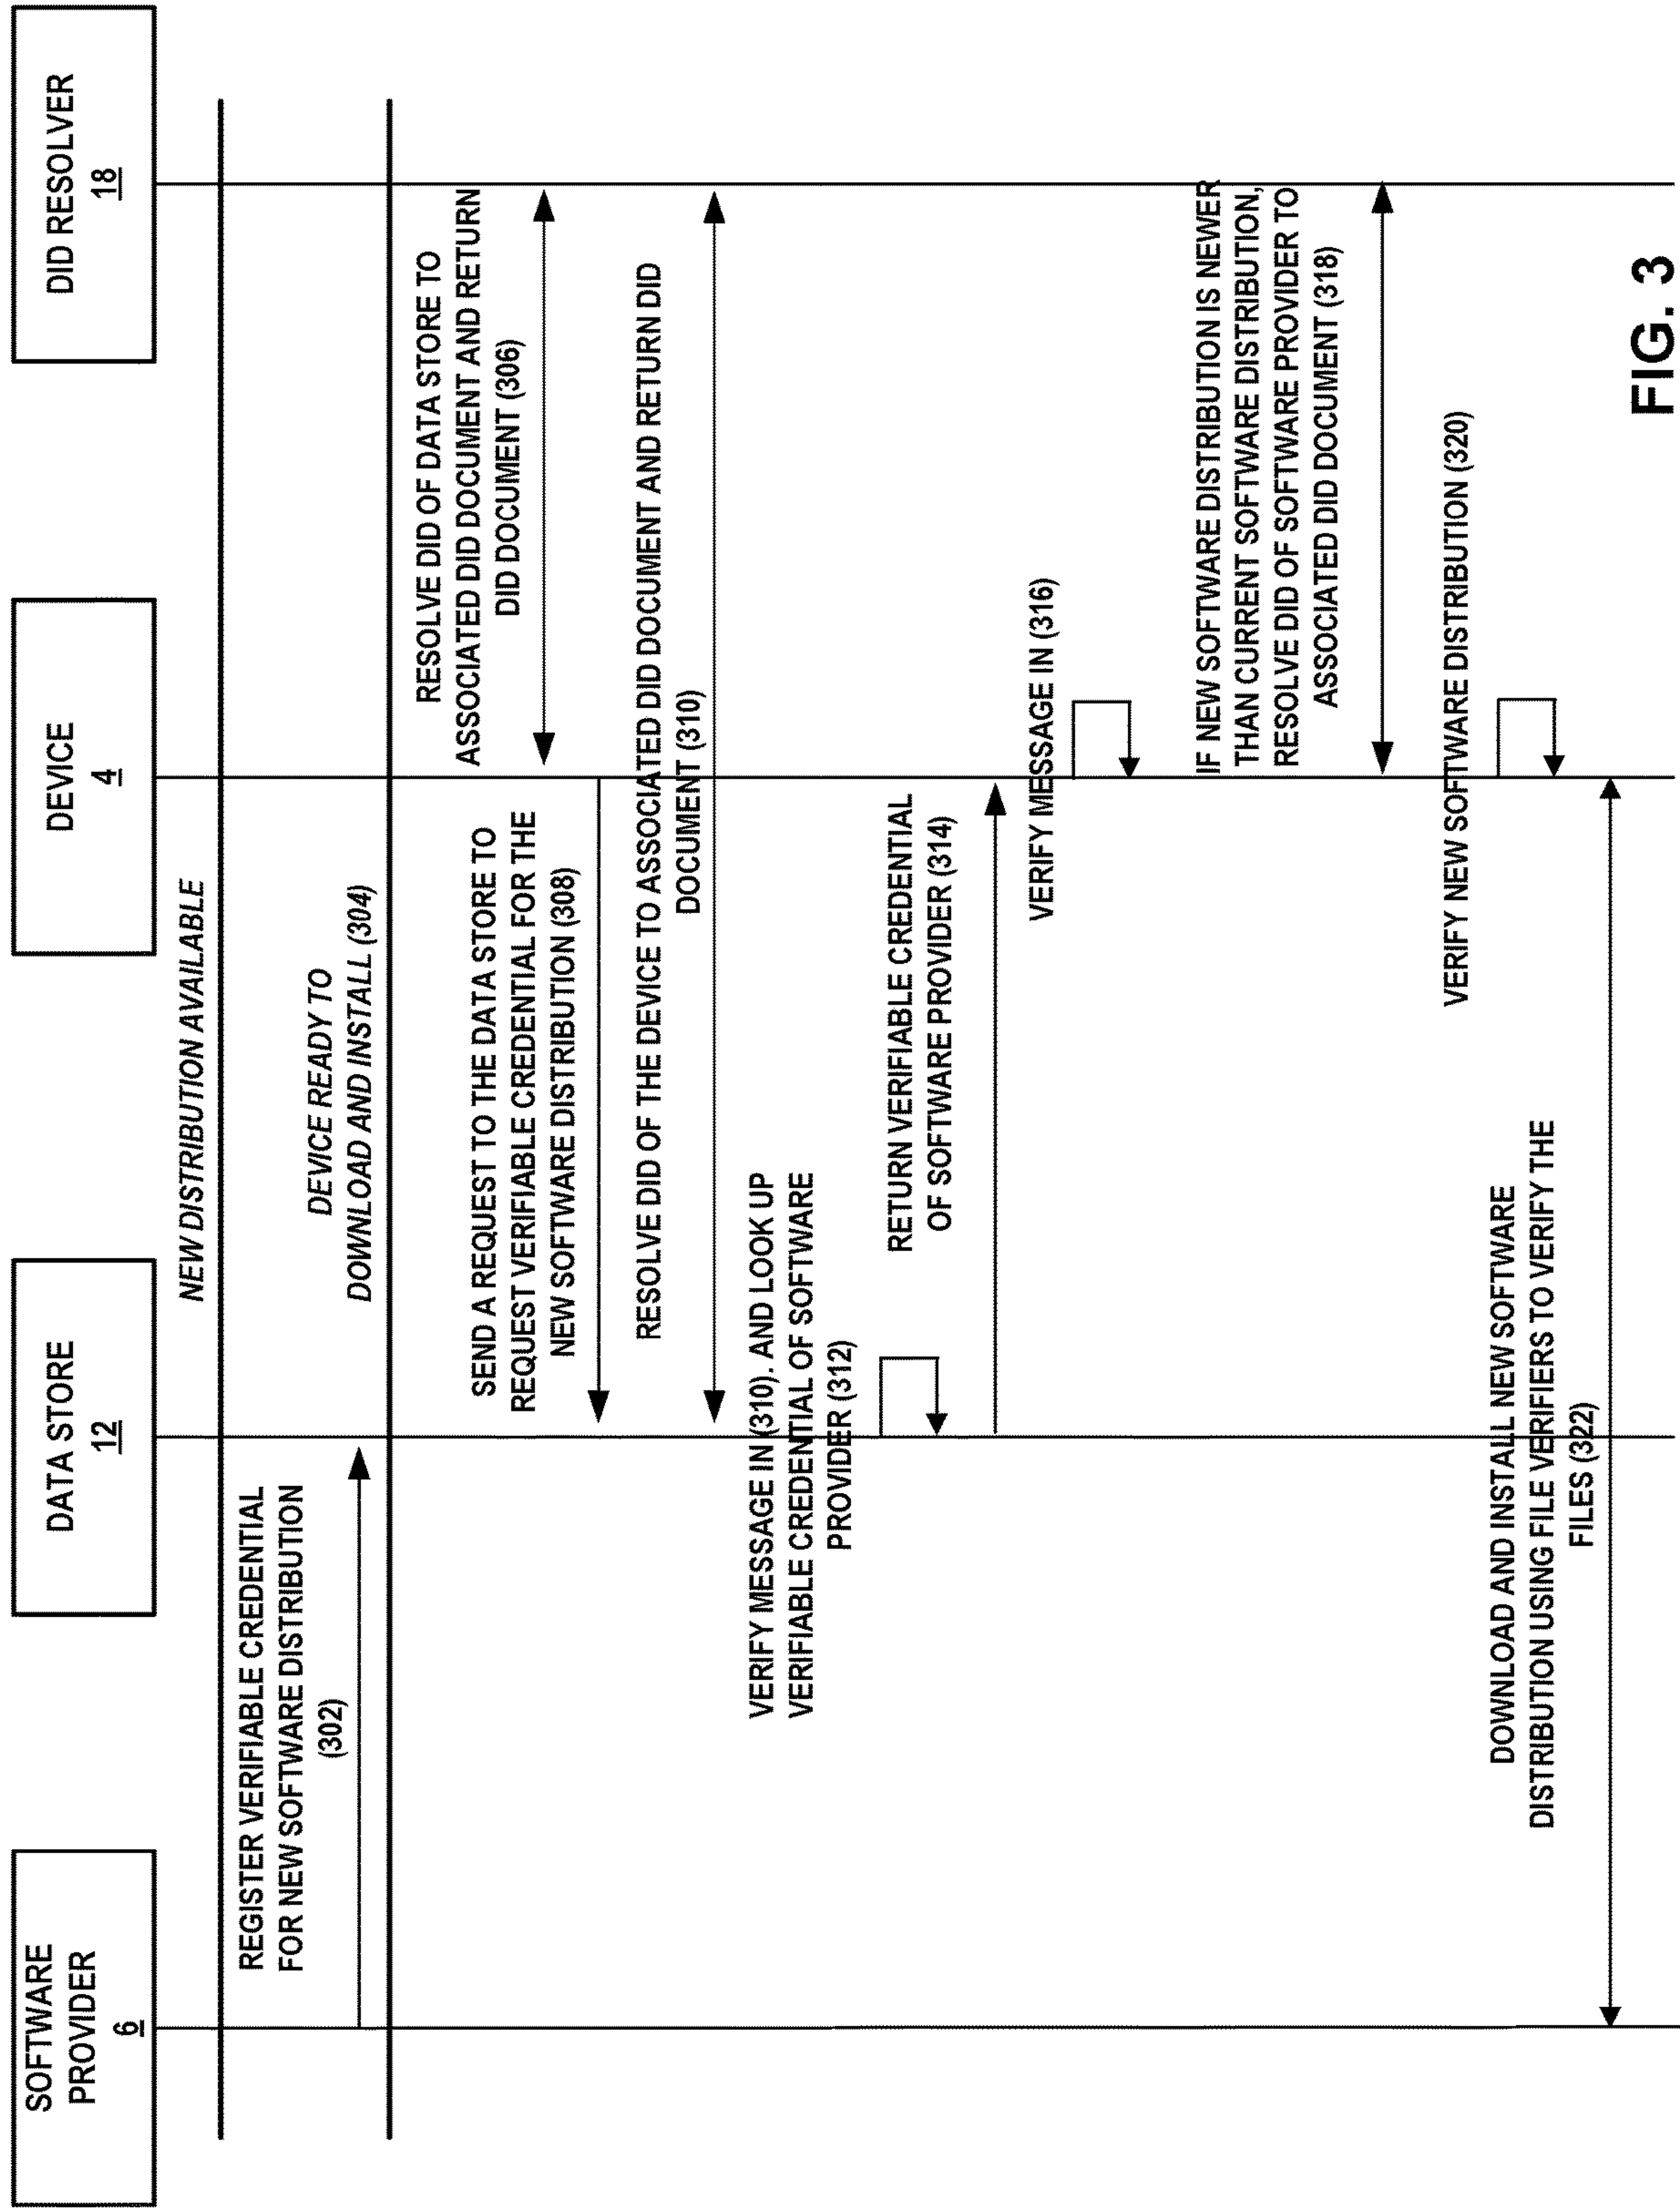 SOFTWARE
PROVIDER
6
DATA STORE
12
DEVICE
4
DID RESOLVER
18
NEW DISTRIBUTION AVAILABLE
REGISTER VERIFIABLE CREDENTIAL
FOR NEW SOFTWARE DISTRIBUTION
(302)
DEVICE READY TO
DOWNLOAD AND INSTALL (304)
RESOLVE DID OF DATA STORE TO
ASSOCIATED DID DOCUMENT AND RETURN
DID DOCUMENT (306)
SEND A REQUEST TO THE DATA STORE TO
REQUEST VERIFIABLE CREDENTIAL FOR THE
NEW SOFTWARE DISTRIBUTION (308)
RESOLVE DID OF THE DEVICE TO ASSOCIATED DID DOCUMENT AND RETURN DID
DOCUMENT (310)
VERIFY MESSAGE IN (310). AND LOOK UP
VERIFIABLE CREDENTIAL OF SOFTWARE
PROVIDER (312)
RETURN VERIFIABLE CREDENTIAL
OF SOFTWARE PROVIDER (314)
VERIFY MESSAGE IN (316)
IF NEW SOFTWARE DISTRIBUTION IS NEWER
THAN CURRENT SOFTWARE DISTRIBUTION,
RESOLVE DID OF SOFTWARE PROVIDER TO
ASSOCIATED DID DOCUMENT (318)
VERIFY NEW SOFTWARE DISTRIBUTION (320)
DOWNLOAD AND INSTALL NEW SOFTWARE
DISTRIBUTION USING FILE VERIFIERS TO VERIFY THE
FILES (322)
FIG. 3